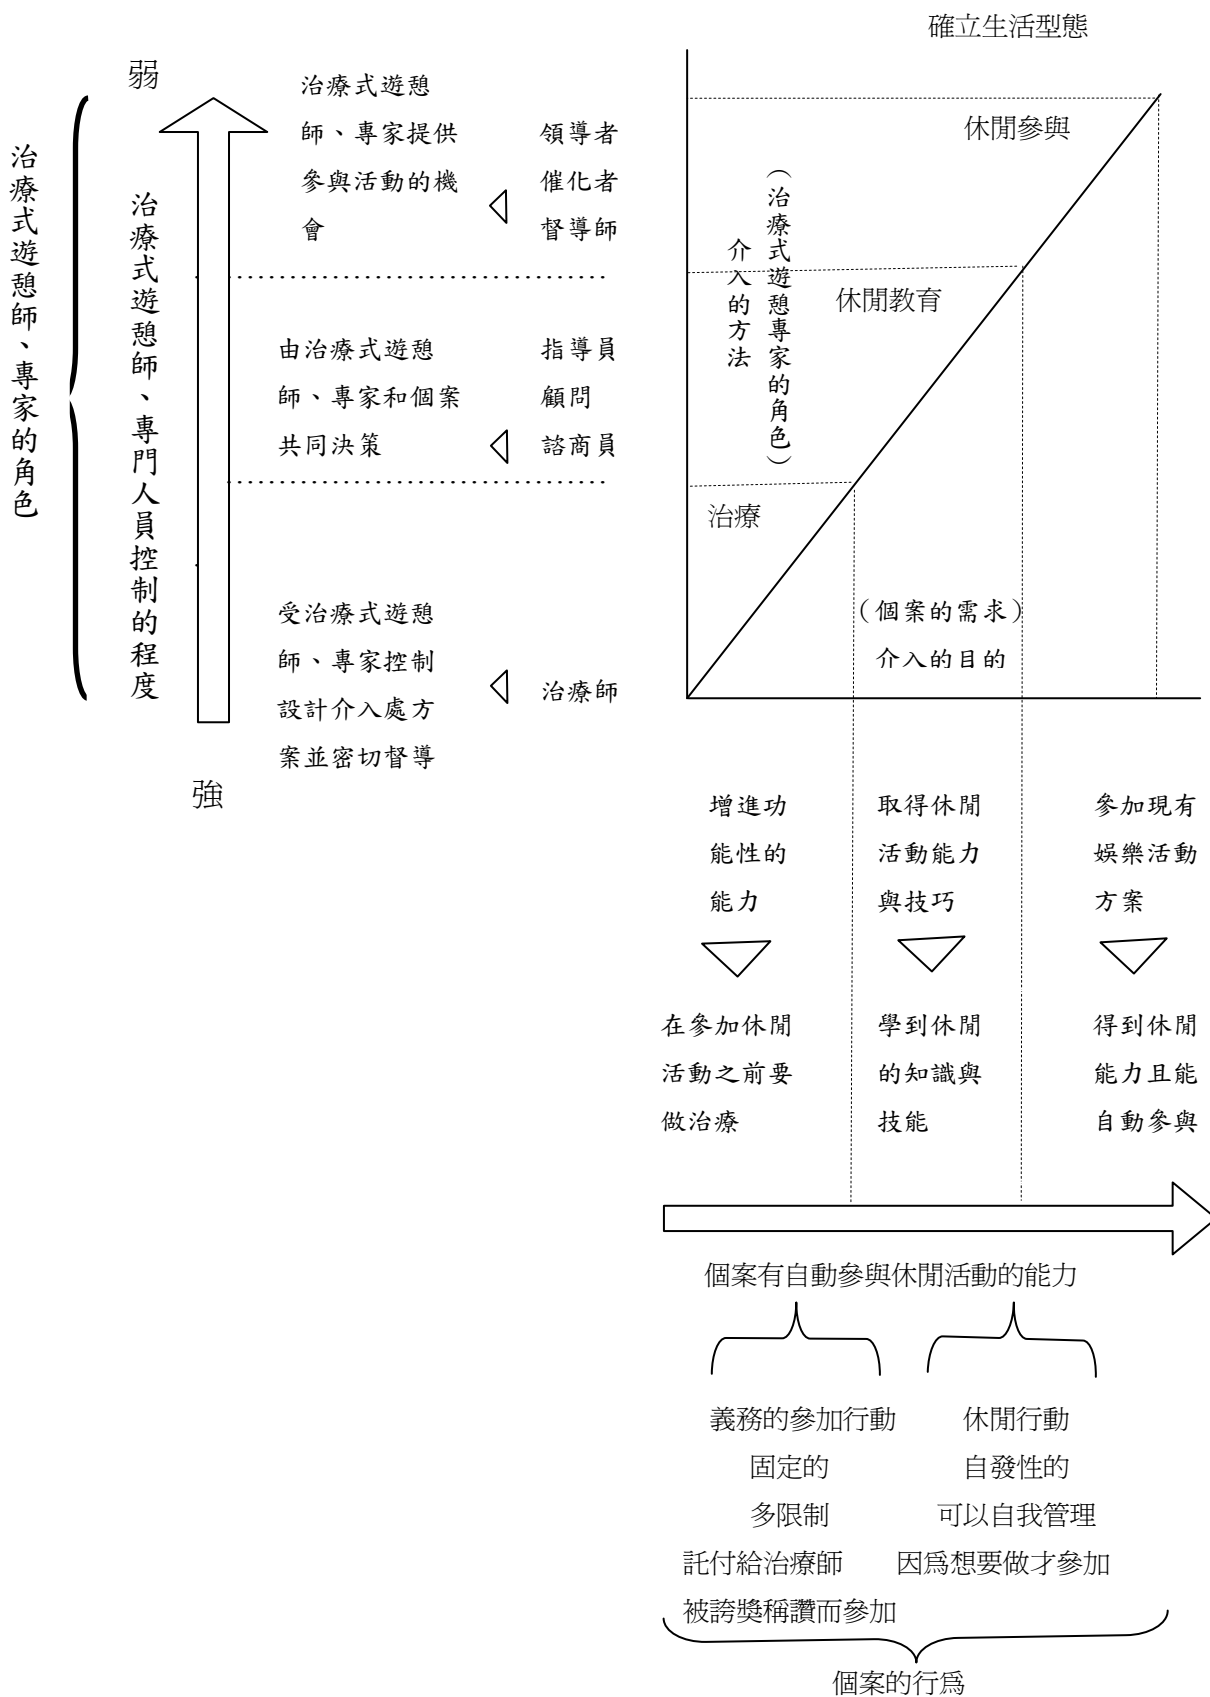 確立生活型態
弱
治療式遊憩師、專家的角色
治療式遊憩師、專門人員控制的程度
強
治療式遊憩
師、專家提供
參與活動的機
會
領導者
催化者
督導師
由治療式遊憩
師、專家和個案
共同決策
指導員
顧問
諮商員
受治療式遊憩
師、專家控制
設計介入處方
案並密切督導
治療師
休閒參與
(治療式遊憩專家的角色)
介入的方法
休閒教育
治療
(個案的需求)
介入的目的
增進功
能性的
能力
取得休閒
活動能力
與技巧
參加現有
娛樂活動
方案
在參加休閒
活動之前要
做治療
學到休閒
的知識與
技能
得到休閒
能力且能
自動參與
個案有自動參與休閒活動的能力
義務的參加行動
固定的
多限制
託付給治療師
被誇獎稱讚而參加
休閒行動
自發性的
可以自我管理
因為想要做才參加
個案的行為